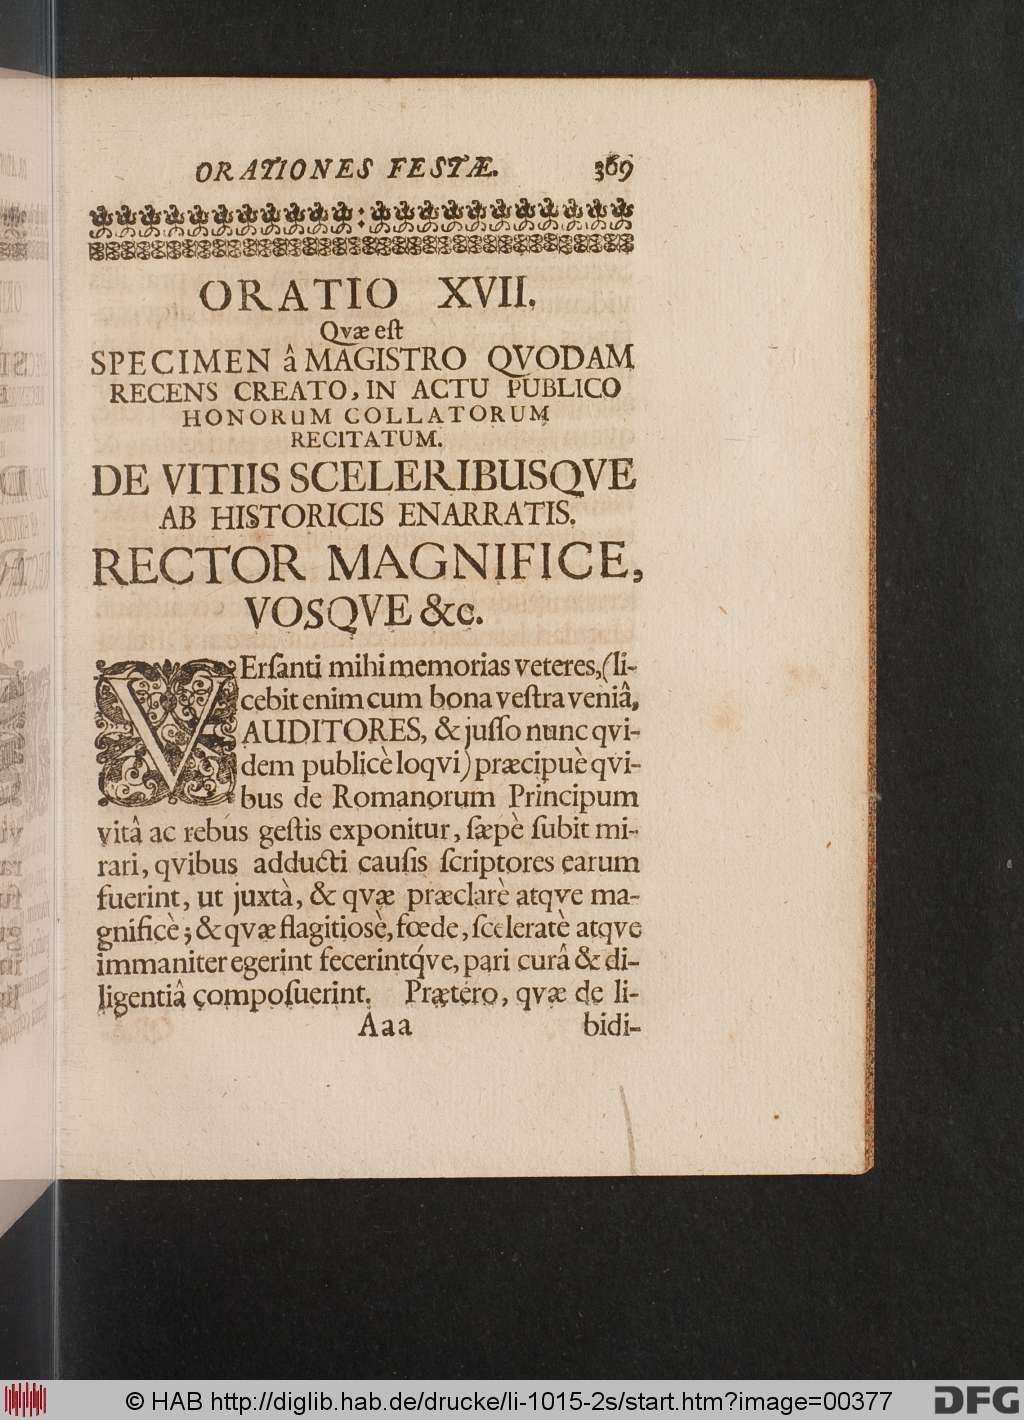 ORATIONES FESTÆ. 369
ORATIO XVII.
Qvæ eſt
SPECIMEN â MAGISTRO QVODAM
RECENS CREATO, IN ACTU PUBLICO
HONORUM COLLATORUM
RECITATUM.
DE VITIIS SCELERIBUSQVE
AB HISTORICIS ENARRATIS.
RECTOR MAGNIFICE,
VOSQVE &c.
VErſanti mihi memorias veteres, (li-
cebit enim cum bona veſtra veniâ,
AUDITORES, & juſſo nunc qvi-
dem publicè loqvi) præcipuè qvi-
bus de Romanorum Principum
vitâ ac rebus geſtis exponitur, ſæpè ſubit mi-
rari, qvibus adducti cauſis ſcriptores earum
fuerint, ut juxtà, & qvæ præclarè atqve ma-
gnificè; & qvæ flagitiosè, fœde, ſceleratè atqve
immaniter egerint fecerintq́ve, pari curâ & di-
ligentiâ compoſuerint. Prætero, qvæ de li-
Aaa bidi-
© HAB http://diglib.hab.de/drucke/li-1015-2s/start.htm?image=00377
DFG